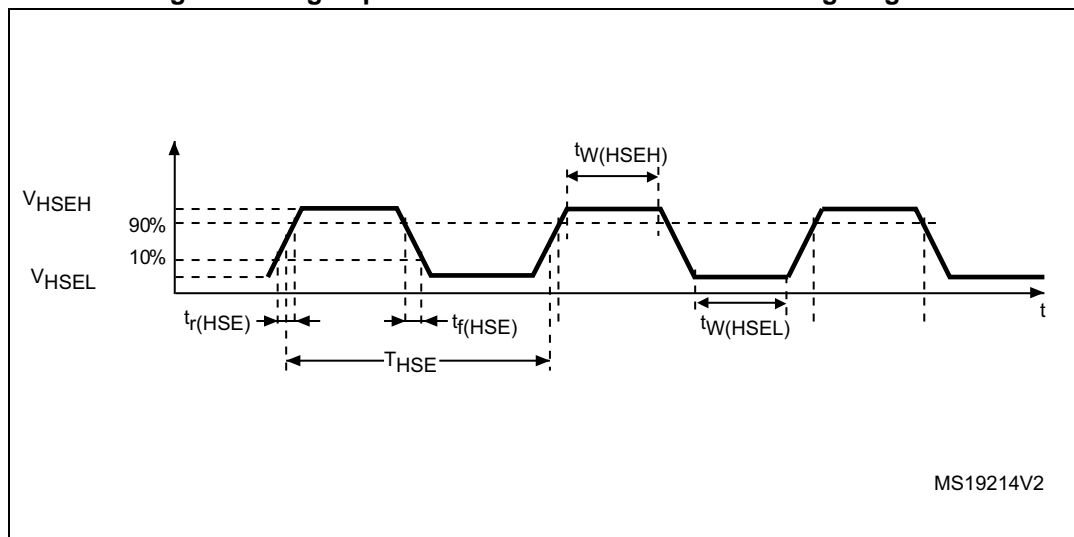 tW(HSEH)
VHSEH
90%
10%
VHSEL
tr(HSE)
tf(HSE)
tW(HSEL)
t
THSE
MS19214V2